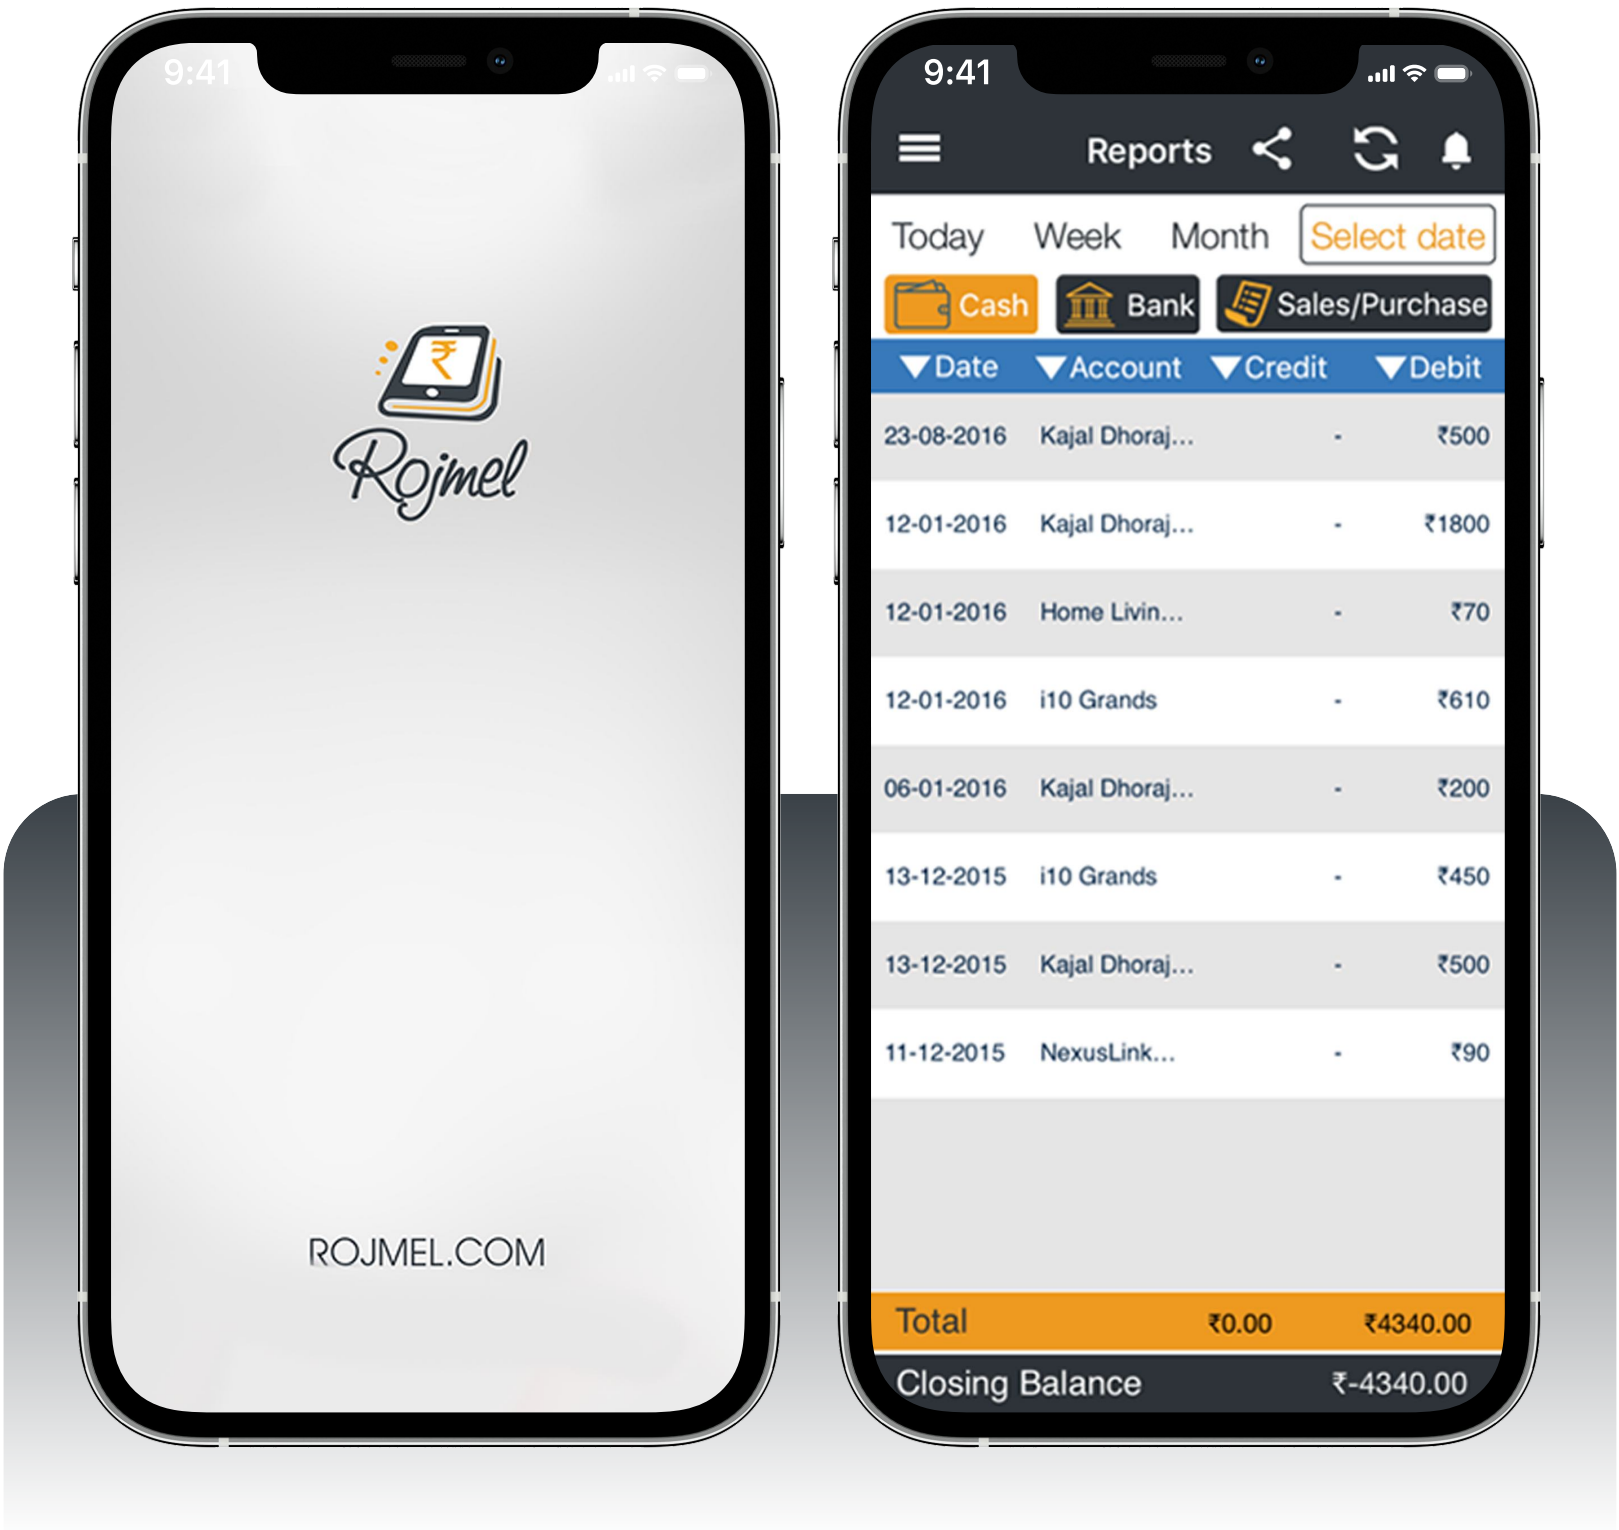 9:41
₹
Rojmel
ROJMEL.COM
9:41
Reports
Today Week Month Select date
Cash Bank Sales/Purchase
Date Account Credit Debit
23-08-2016 Kajal Dhoraj... - ₹500
12-01-2016 Kajal Dhoraj... - ₹1800
12-01-2016 Home Livin... - ₹70
12-01-2016 i10 Grands - ₹610
06-01-2016 Kajal Dhoraj... - ₹200
13-12-2015 i10 Grands - ₹450
13-12-2015 Kajal Dhoraj... - ₹500
11-12-2015 NexusLink... - ₹90
Total ₹0.00 ₹4340.00
Closing Balance ₹-4340.00